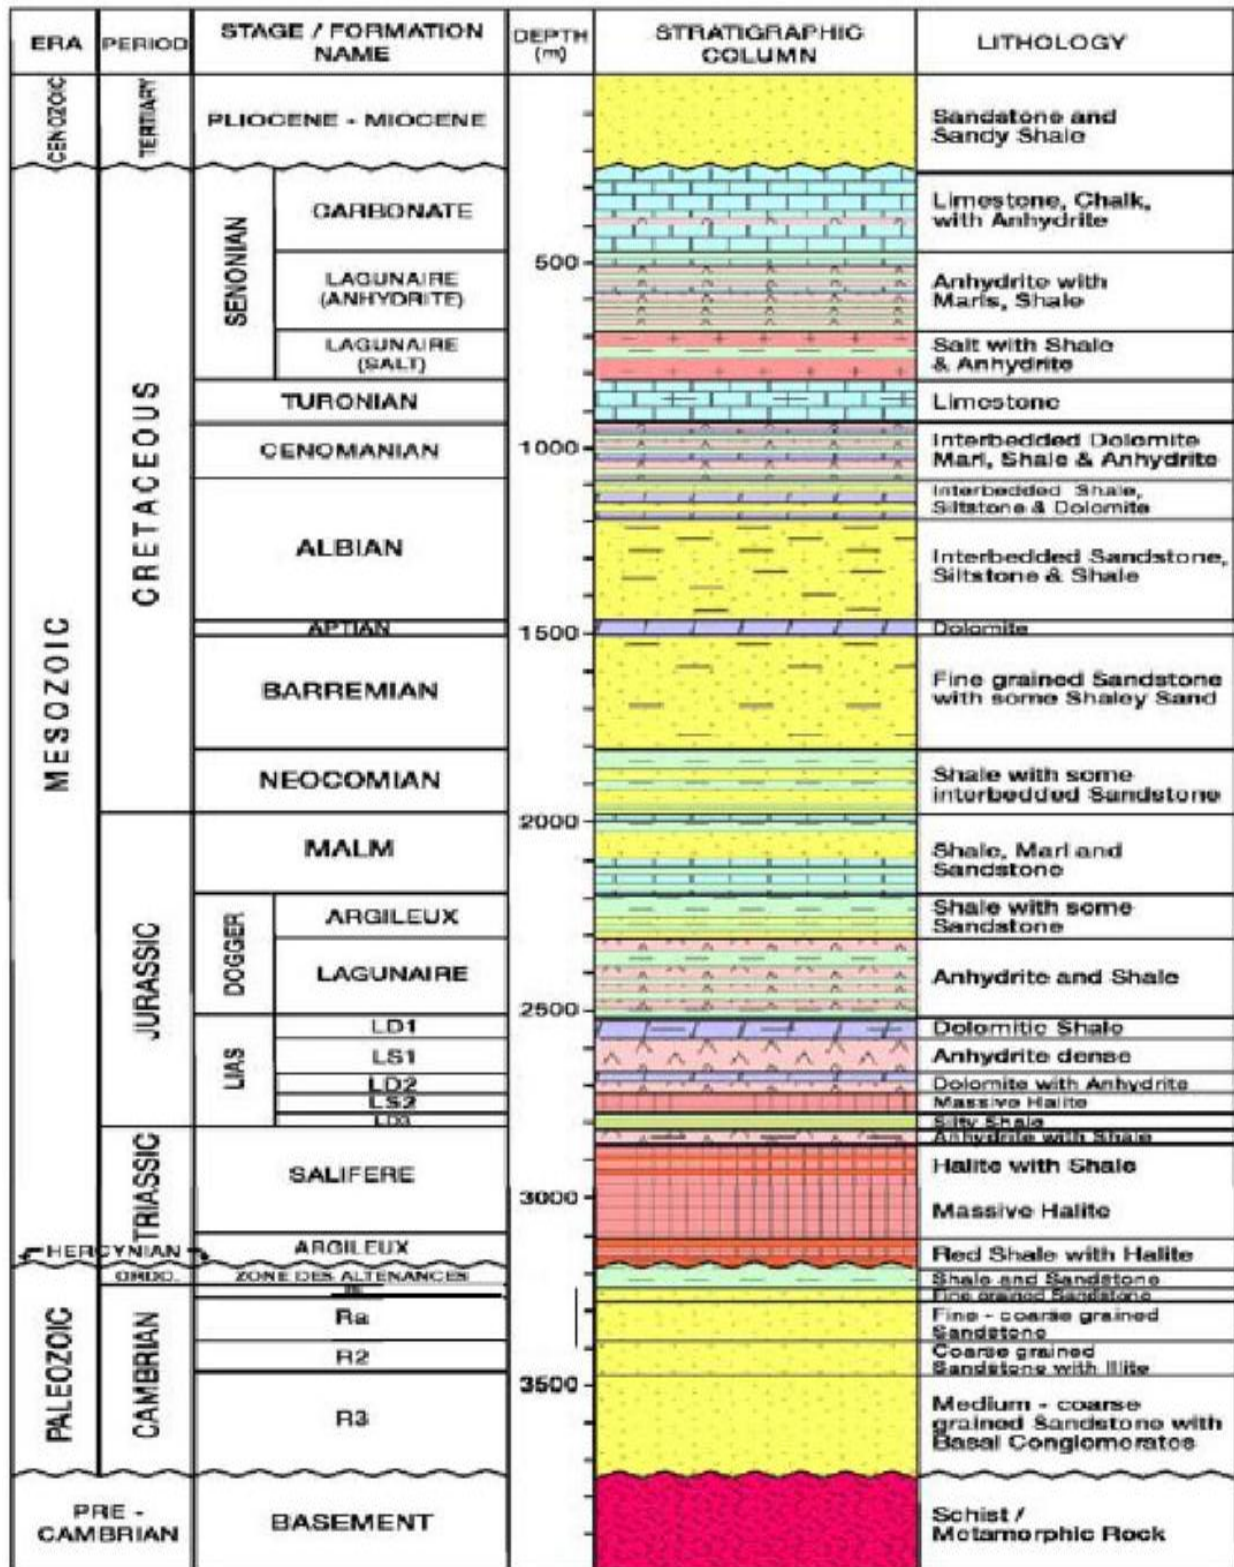 ERA
PERIOD
STAGE / FORMATION
NAME
DEPTH
(m)
STRATIGRAPHIC
COLUMN
LITHOLOGY
CENOZOIC
TERTIARY
PLIOCENE - MIOCENE
Sandstone and
Sandy Shale
MESOZOIC
CRETACEOUS
SENONIAN
CARBONATE
Limestone, Chalk,
with Anhydrite
500
LAGUNAIRE
(ANHYDRITE)
Anhydrite with
Marls, Shale
LAGUNAIRE
(SALT)
Salt with Shale
& Anhydrite
TURONIAN
Limestone
CENOMANIAN
1000
Interbedded Dolomite
Marl, Shale & Anhydrite
Interbedded Shale,
Siltstone & Dolomite
ALBIAN
Interbedded Sandstone,
Siltstone & Shale
APTIAN
1500
Dolomite
BARREMIAN
Fine grained Sandstone
with some Shaley Sand
NEOCOMIAN
Shale with some
interbedded Sandstone
2000
JURASSIC
MALM
Shale, Marl and
Sandstone
DOGGER
ARGILEUX
Shale with some
Sandstone
LAGUNAIRE
Anhydrite and Shale
2500
LIAS
LD1
Dolomitic Shale
LS1
Anhydrite dense
LD2
Dolomite with Anhydrite
LS2
Massive Halite
LD3
Silty Shale
Anhydrite with Shale
TRIASSIC
SALIFERE
Halite with Shale
3000
Massive Halite
ARGILEUX
Red Shale with Halite
HERCYNIAN
PALEOZOIC
ORDO.
ZONE DES ALTENANCES
Shale and Sandstone
Fine grained Sandstone
CAMBRIAN
Ra
Fine - coarse grained
Sandstone
R2
Coarse grained
Sandstone with Illite
3500
R3
Medium - coarse
grained Sandstone with
Basal Conglomerates
PRE -
CAMBRIAN
BASEMENT
Schist /
Metamorphic Rock